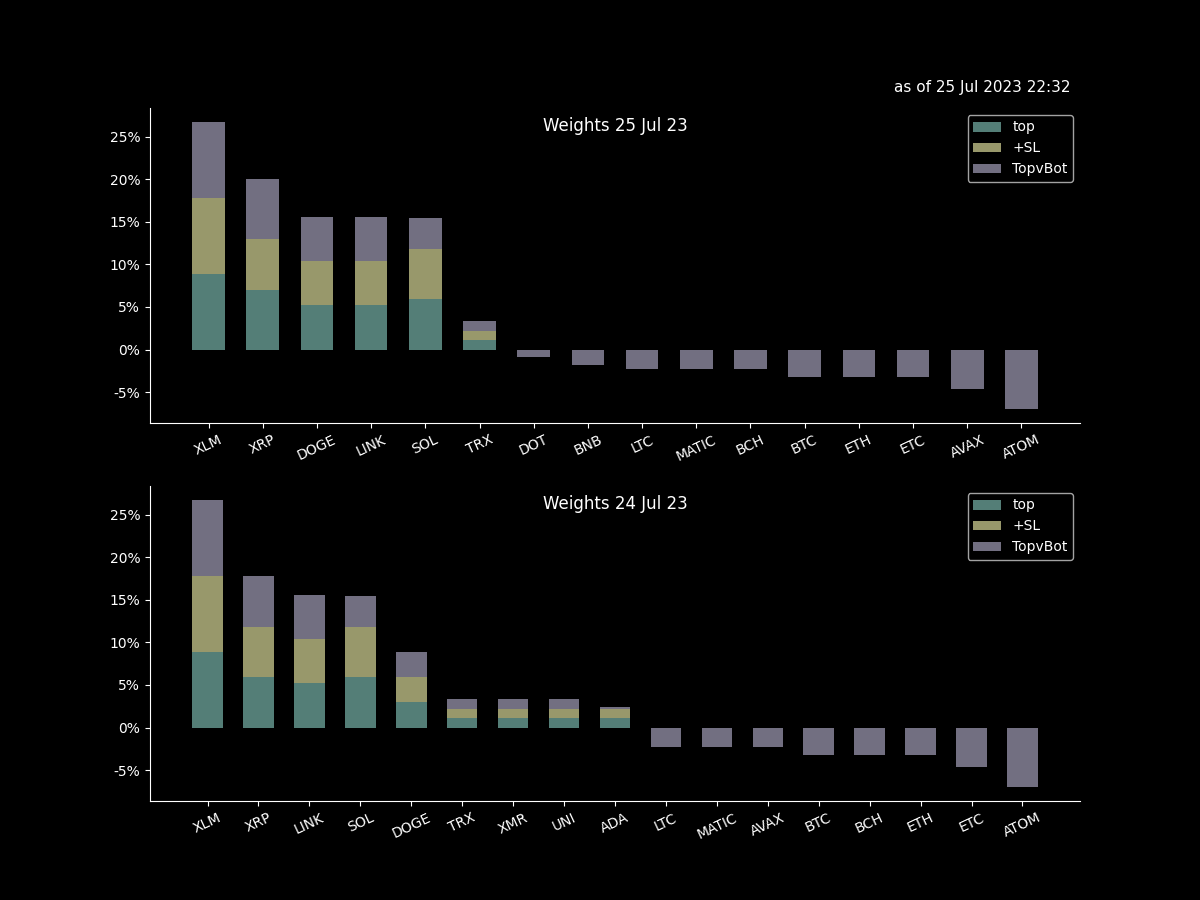 as of 25 Jul 2023 22:32
Weights 25 Jul 23
top
+SL
TopvBot
25%
20%
15%
10%
5%
0%
-5%
XLM XRP DOGE LINK SOL TRX DOT BNB LTC MATIC BCH BTC ETH ETC AVAX ATOM
Weights 24 Jul 23
top
+SL
TopvBot
25%
20%
15%
10%
5%
0%
-5%
XLM XRP LINK SOL DOGE TRX XMR UNI ADA LTC MATIC AVAX BTC BCH ETH ETC ATOM